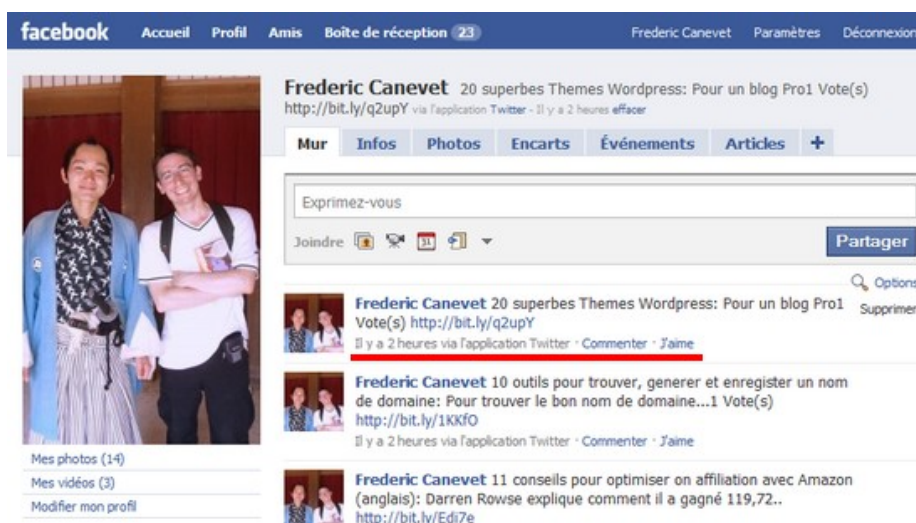 facebook Accueil Profil Amis Boîte de réception 23 Frederic Canevet Paramètres Déconnexion
Frederic Canevet 20 superbes Themes Wordpress: Pour un blog Pro1 Vote(s)
http://bit.ly/q2upY via l'application Twitter - Il y a 2 heures effacer
Mur Infos Photos Encarts Événements Articles +
Exprimez-vous
Joindre 31
Partager
Options
Frederic Canevet 20 superbes Themes Wordpress: Pour un blog Pro1
Vote(s) http://bit.ly/q2upY
Supprimer
Il y a 2 heures via l'application Twitter · Commenter · J'aime
Frederic Canevet 10 outils pour trouver, generer et enregister un nom
de domaine: Pour trouver le bon nom de domaine...1 Vote(s)
http://bit.ly/1KKfO
Il y a 2 heures via l'application Twitter · Commenter · J'aime
Frederic Canevet 11 conseils pour optimiser on affiliation avec Amazon
(anglais): Darren Rowse explique comment il a gagné 119,72..
http://bit.ly/Edi7e
Mes photos (14)
Mes vidéos (3)
Modifier mon profil